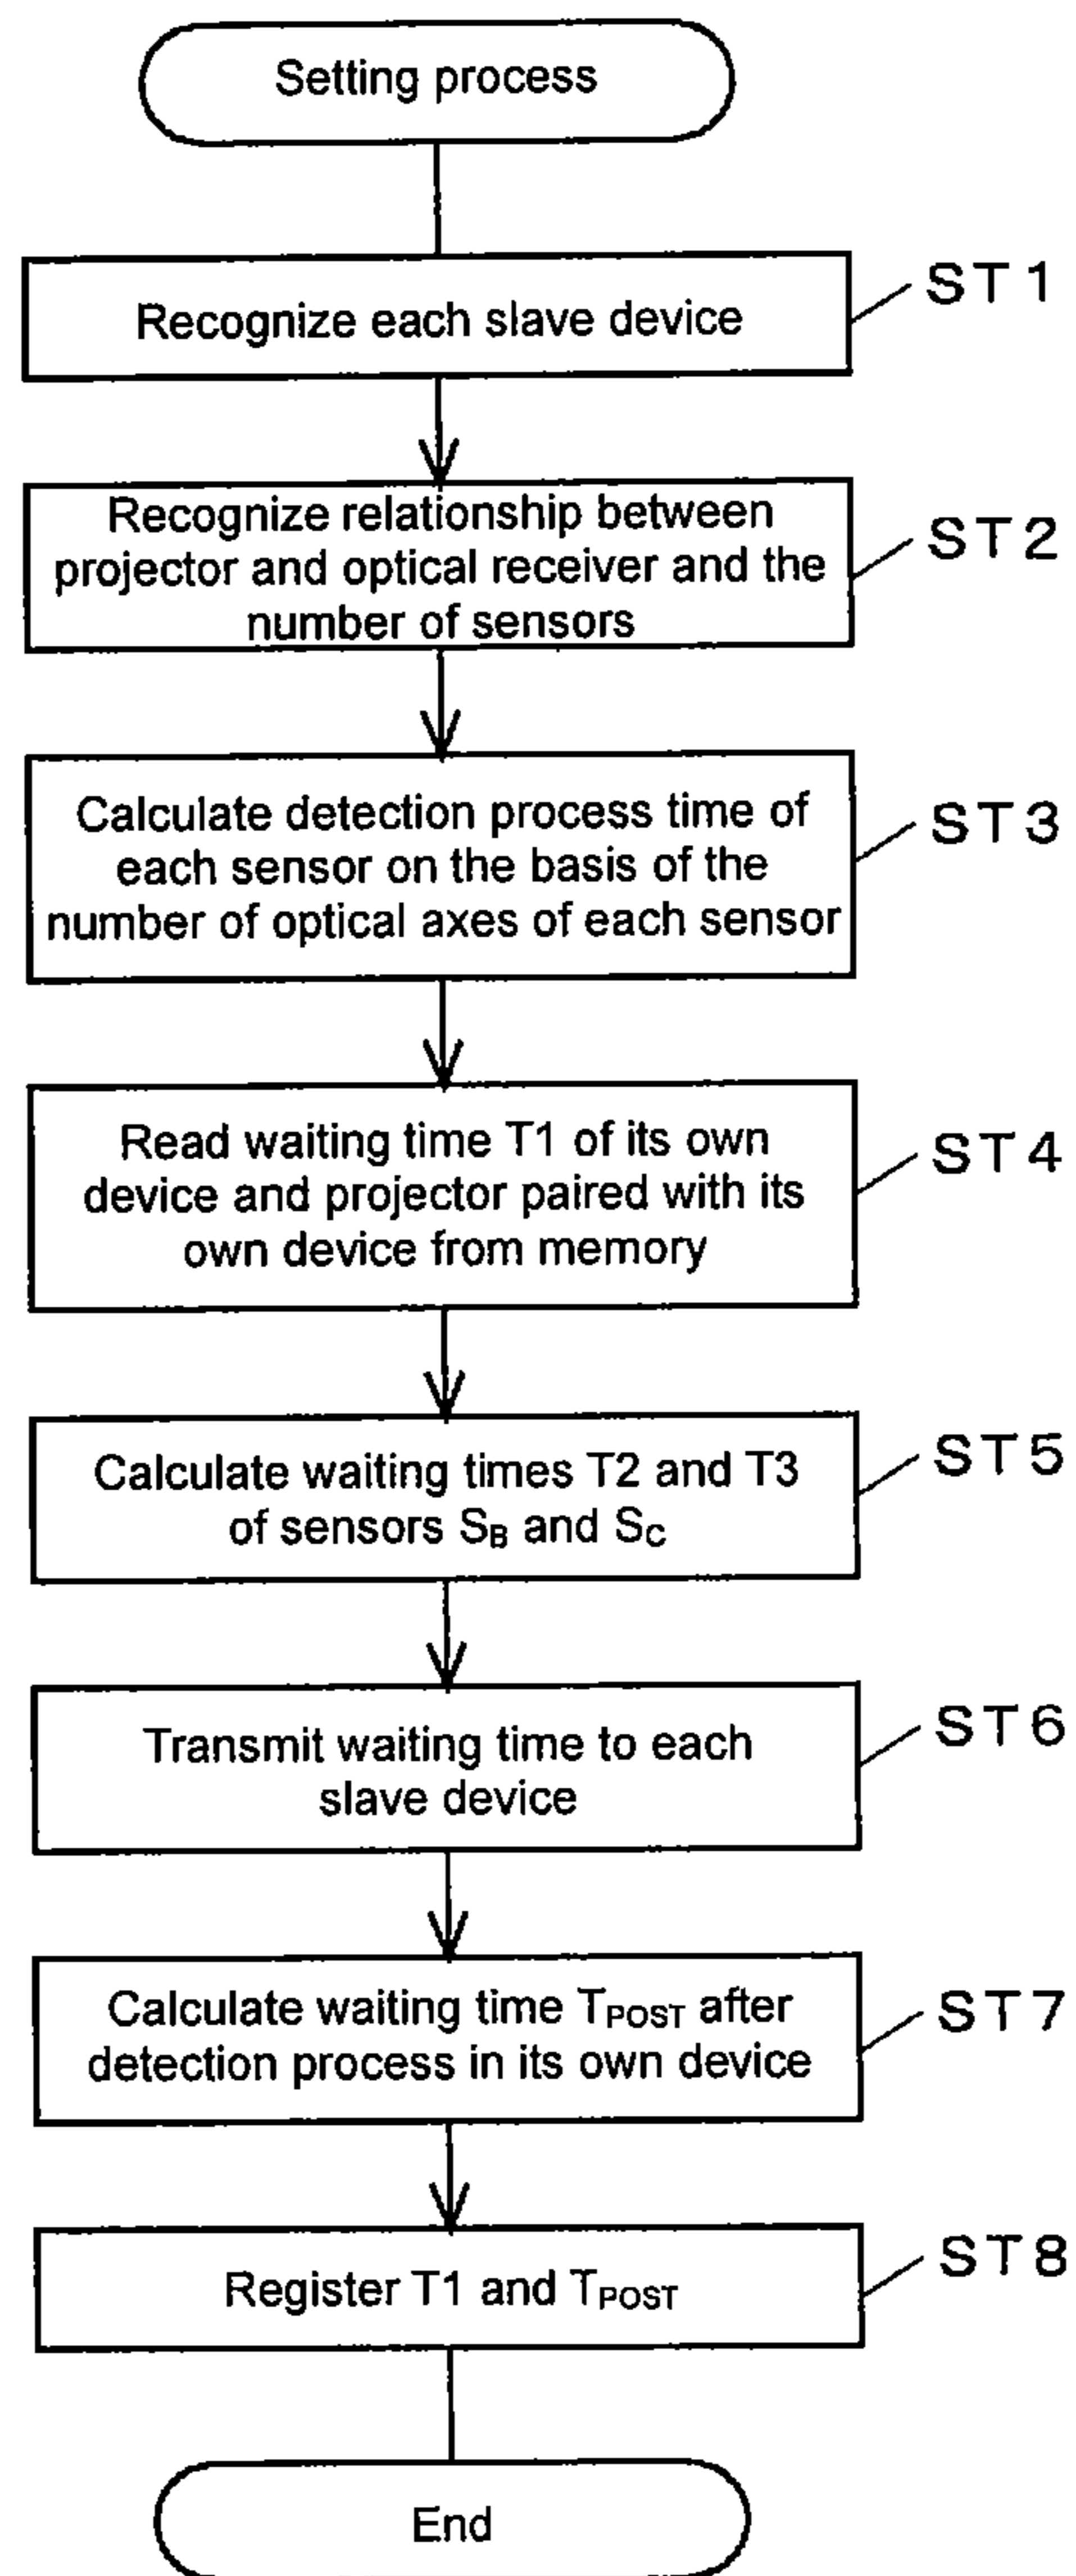 Setting process
Recognize each slave device
ST1
Recognize relationship between
projector and optical receiver and the
number of sensors
ST2
Calculate detection process time of
each sensor on the basis of the
number of optical axes of each sensor
ST3
Read waiting time T1 of its own
device and projector paired with its
own device from memory
ST4
Calculate waiting times T2 and T3
of sensors SB and SC
ST5
Transmit waiting time to each
slave device
ST6
Calculate waiting time TPOST after
detection process in its own device
ST7
Register T1 and TPOST
ST8
End